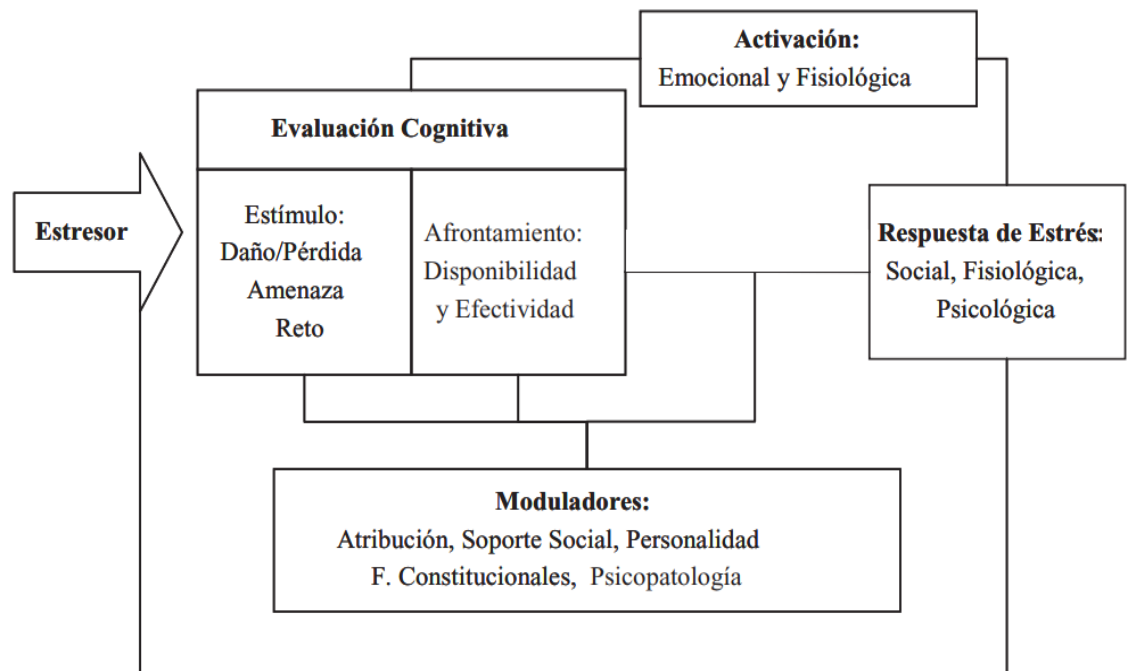 Activación:
Emocional y Fisiológica
Evaluación Cognitiva
Estresor
Estímulo:
Daño/Pérdida
Amenaza
Reto
Afrontamiento:
Disponibilidad
y Efectividad
Respuesta de Estrés:
Social, Fisiológica,
Psicológica
Moduladores:
Atribución, Soporte Social, Personalidad
F. Constitucionales, Psicopatología